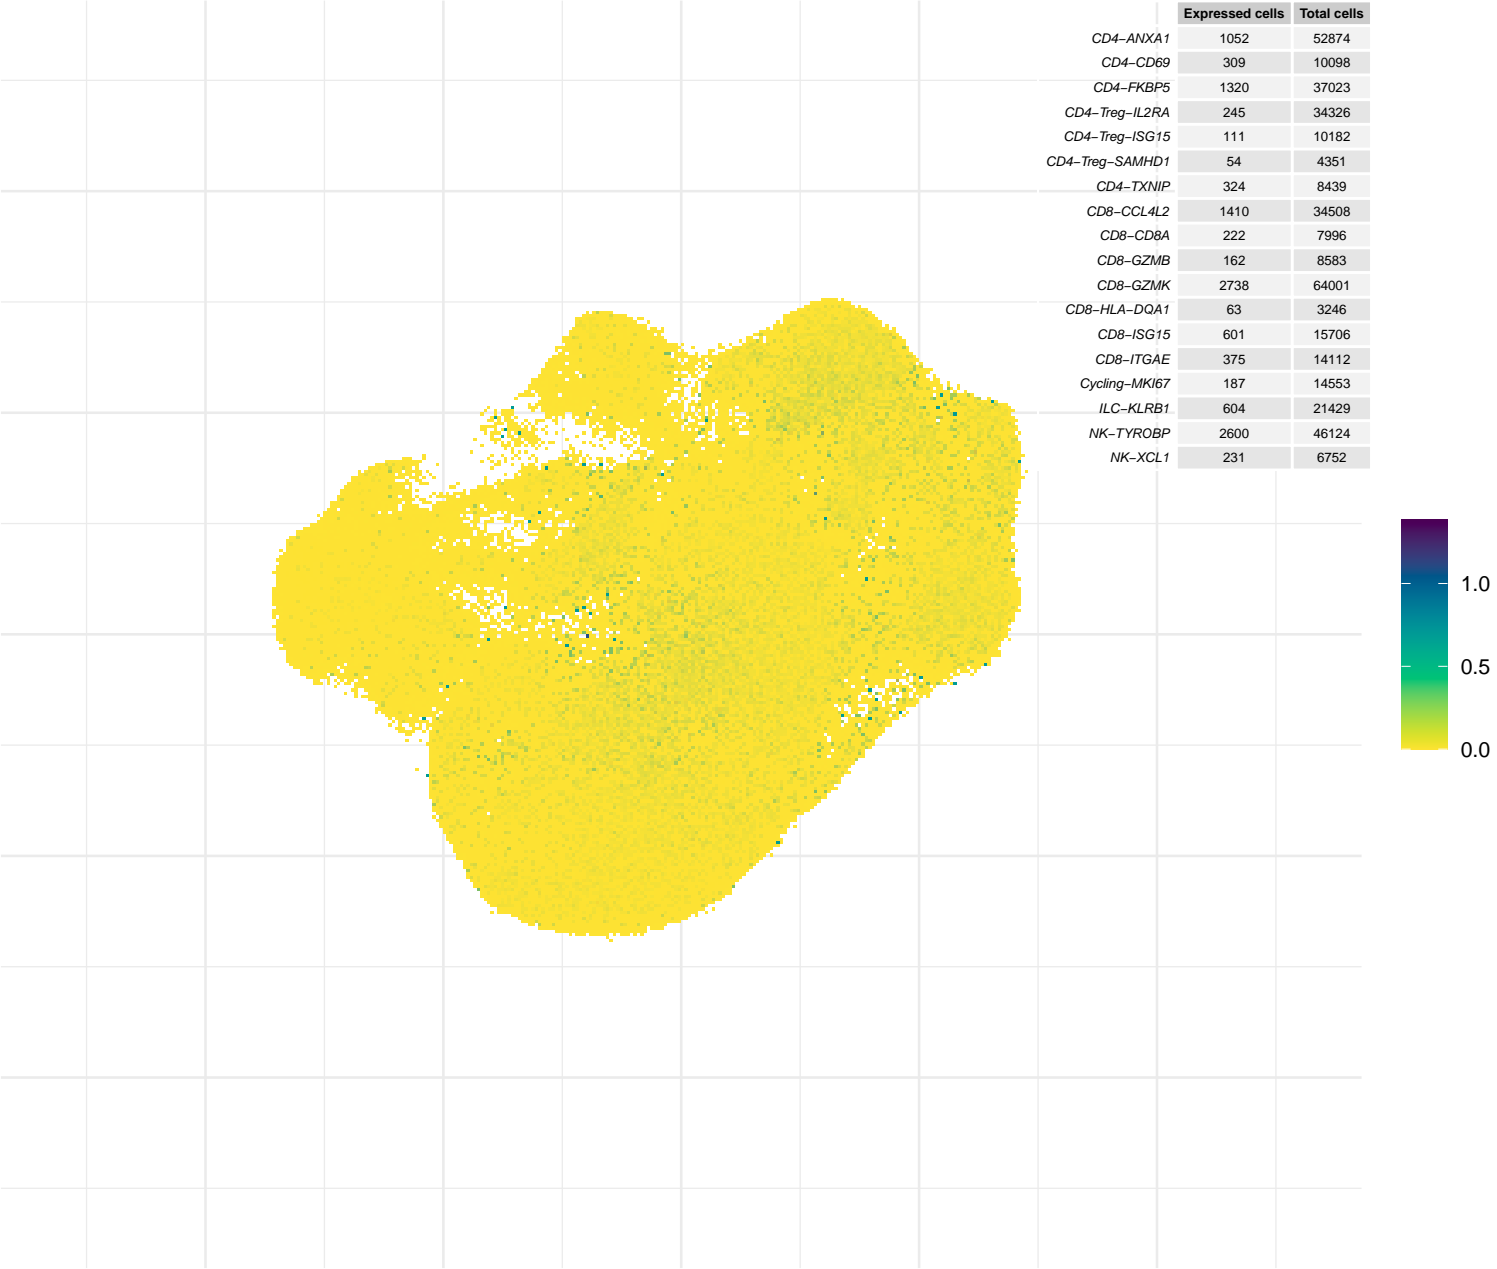 Expressed cells Total cells
CD4−ANXA1 1052 52874
CD4−CD69 309 10098
CD4−FKBP5 1320 37023
CD4−Treg−IL2RA 245 34326
CD4−Treg−ISG15 111 10182
CD4−Treg−SAMHD1 54 4351
CD4−TXNIP 324 8439
CD8−CCL4L2 1410 34508
CD8−CD8A 222 7996
CD8−GZMB 162 8583
CD8−GZMK 2738 64001
CD8−HLA−DQA1 63 3246
CD8−ISG15 601 15706
CD8−ITGAE 375 14112
Cycling−MKI67 187 14553
ILC−KLRB1 604 21429
NK−TYROBP 2600 46124
NK−XCL1 231 6752
1.0
0.5
0.0